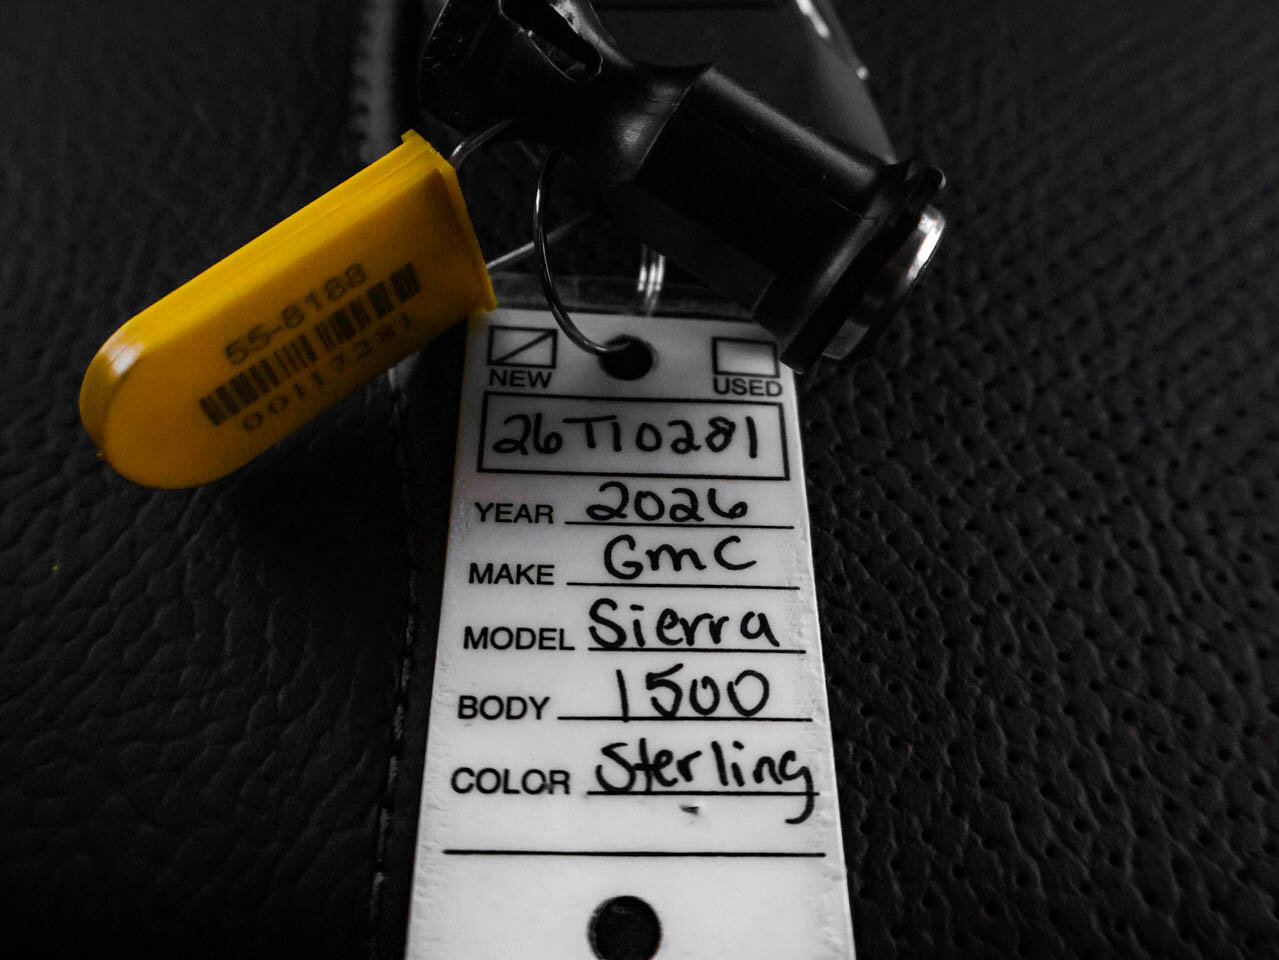 55-8188
00117281
NEW USED
26T10281
YEAR 2026
MAKE GMC
MODEL Sierra
BODY 1500
COLOR Sterling